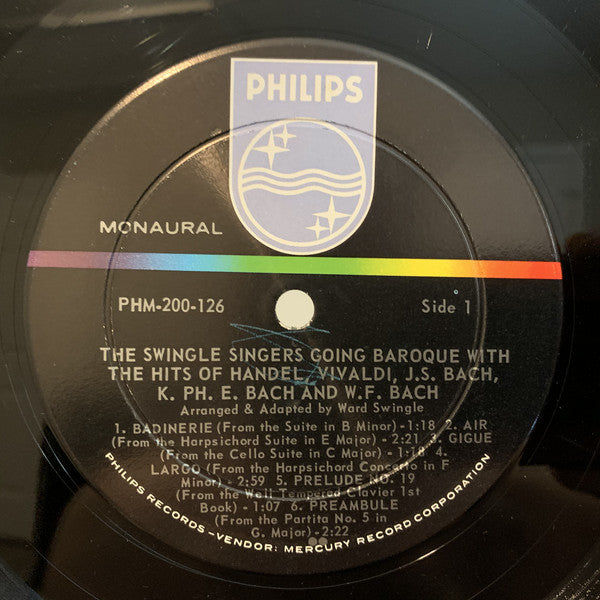 PHILIPS
MONAURAL
PHM-200-126
Side 1
THE SWINGLE SINGERS GOING BAROQUE WITH
THE HITS OF HANDEL, VIVALDI, J.S. BACH,
K. PH. E. BACH AND W.F. BACH
Arranged & Adapted by Ward Swingle
1. BADINERIE (From the Suite in B Minor)-1:18 2. AIR
(From the Harpsichord Suite in E Major) - 2:21 3. GIGUE
(From the Cello Suite in C Major) - 1:18 4.
LARGO (From the Harpsichord Concerto in F
Minor) - 2:59 5. PRELUDE NO. 19
(From the Well Tempered Clavier 1st
Book) - 1:07 6. PREAMBULE
(From the Partita No. 5 in
G. Major)-2:22
PHILIPS RECORDS -VENDOR: MERCURY RECORD CORPORATION